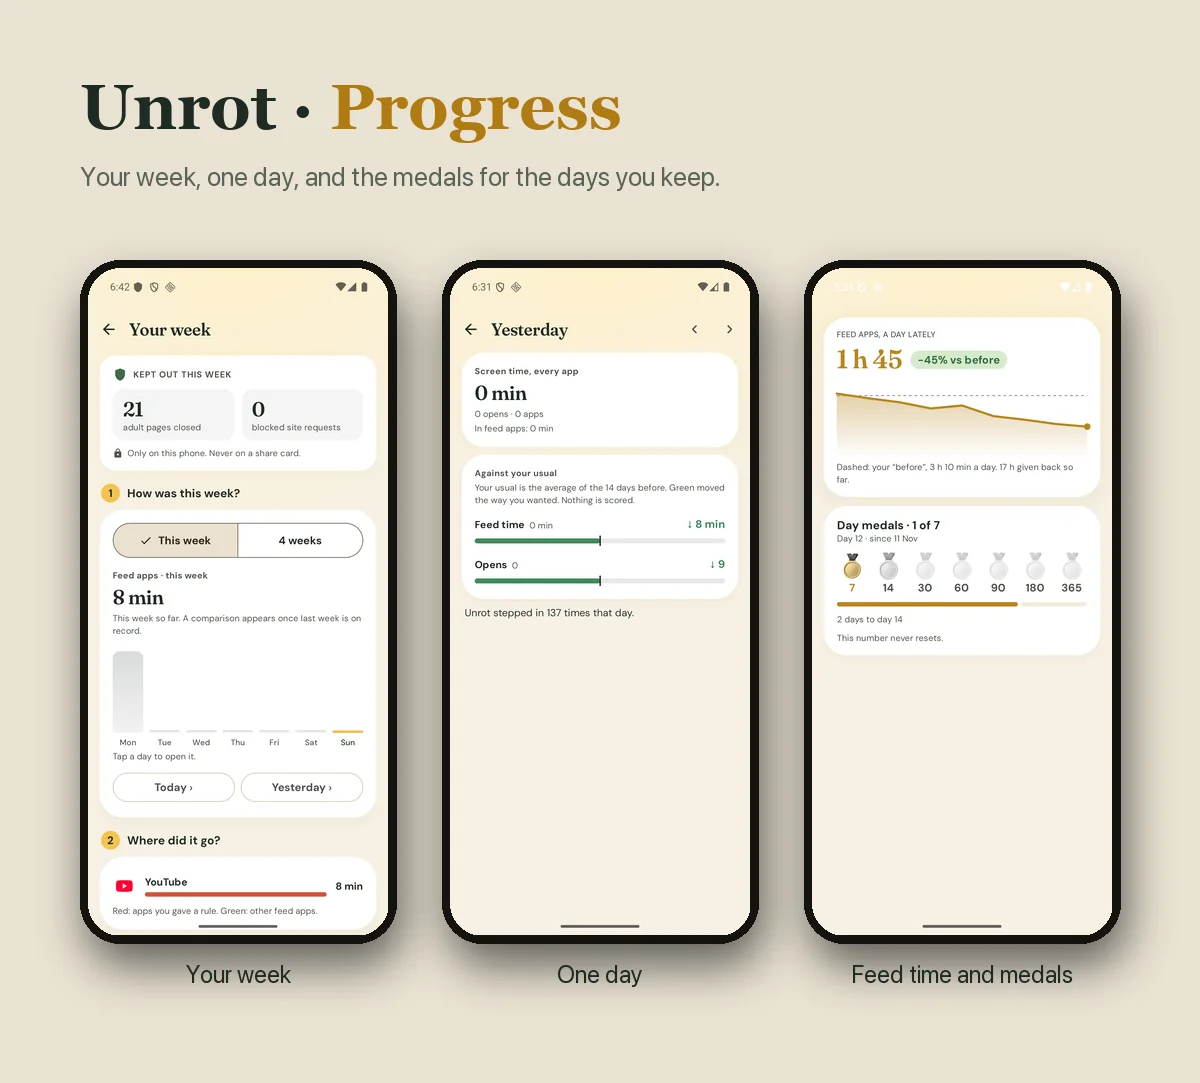 Unrot · Progress
Your week, one day, and the medals for the days you keep.
6:42
Your week
KEPT OUT THIS WEEK
21
adult pages closed
0
blocked site requests
Only on this phone. Never on a share card.
1 How was this week?
This week
4 weeks
Feed apps · this week
8 min
This week so far. A comparison appears once last week is on
record.
Mon Tue Wed Thu Fri Sat Sun
Tap a day to open it.
Today ›
Yesterday ›
2 Where did it go?
YouTube
8 min
Red: apps you gave a rule. Green: other feed apps.
Your week
6:31
Yesterday
Screen time, every app
0 min
0 opens · 0 apps
In feed apps: 0 min
Against your usual
Your usual is the average of the 14 days before. Green moved
the way you wanted. Nothing is scored.
Feed time 0 min ↓ 8 min
Opens 0 ↓ 9
Unrot stepped in 137 times that day.
One day
FEED APPS, A DAY LATELY
1 h 45
-45% vs before
Dashed: your “before”, 3 h 10 min a day. 17 h given back so
far.
Day medals · 1 of 7
Day 12 · since 11 Nov
7 14 30 60 90 180 365
2 days to day 14
This number never resets.
Feed time and medals